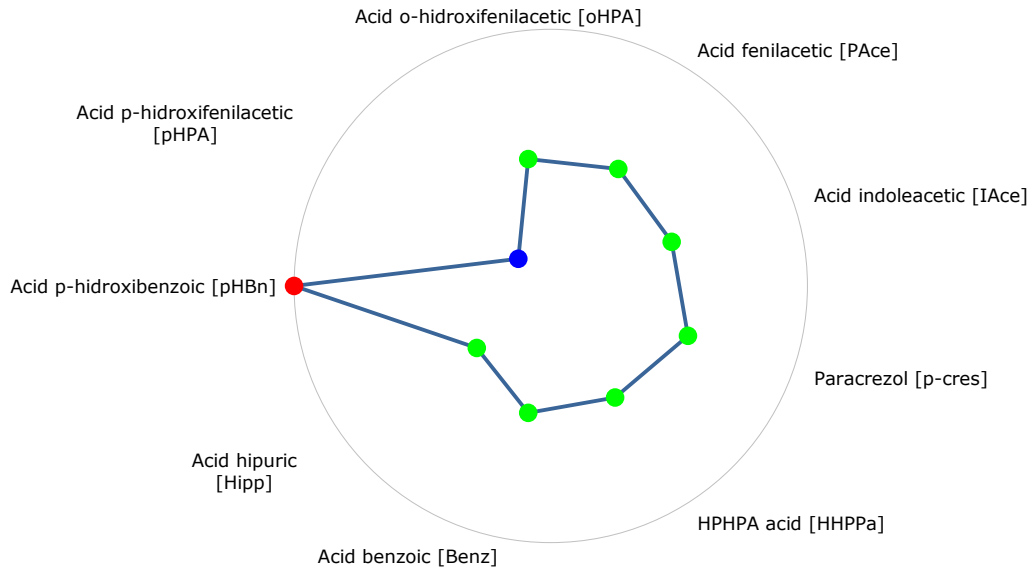 Acid o-hidroxifenilacetic [oHPA]
Acid fenilacetic [PAce]
Acid p-hidroxifenilacetic
[pHPA]
Acid indoleacetic [IAce]
Acid p-hidroxibenzoic [pHBn]
Paracrezol [p-cres]
Acid hipuric
[Hipp]
HPHPA acid [HHPPa]
Acid benzoic [Benz]